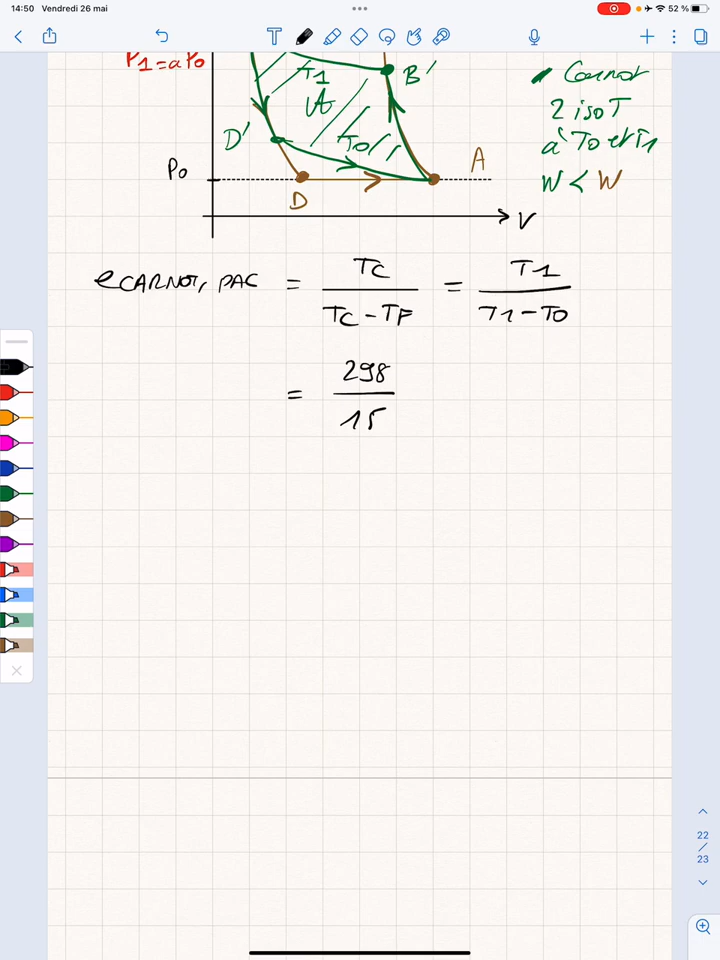 14:50 Vendredi 26 mai
52 %
T
P1 = aP0
T1
B'
Carnot
2 isoT
à T0 et T1
W < W
D'
T0
A
P0
D
V
eCARNOT, PAC = TC / TC - TF = T1 / T1 - T0
= 298 / 15
22
/
23